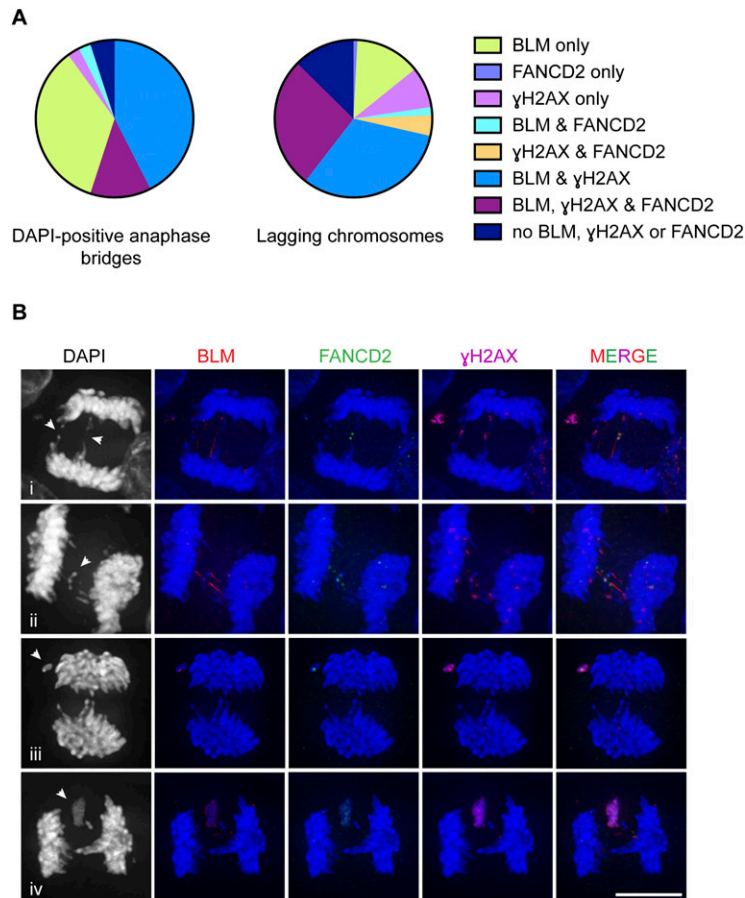 A
DAPI-positive anaphase
bridges
Lagging chromosomes
BLM only
FANCD2 only
ɣH2AX only
BLM & FANCD2
ɣH2AX & FANCD2
BLM & ɣH2AX
BLM, ɣH2AX & FANCD2
no BLM, ɣH2AX or FANCD2
B
DAPI BLM FANCD2 ɣH2AX MERGE
i
ii
iii
iv